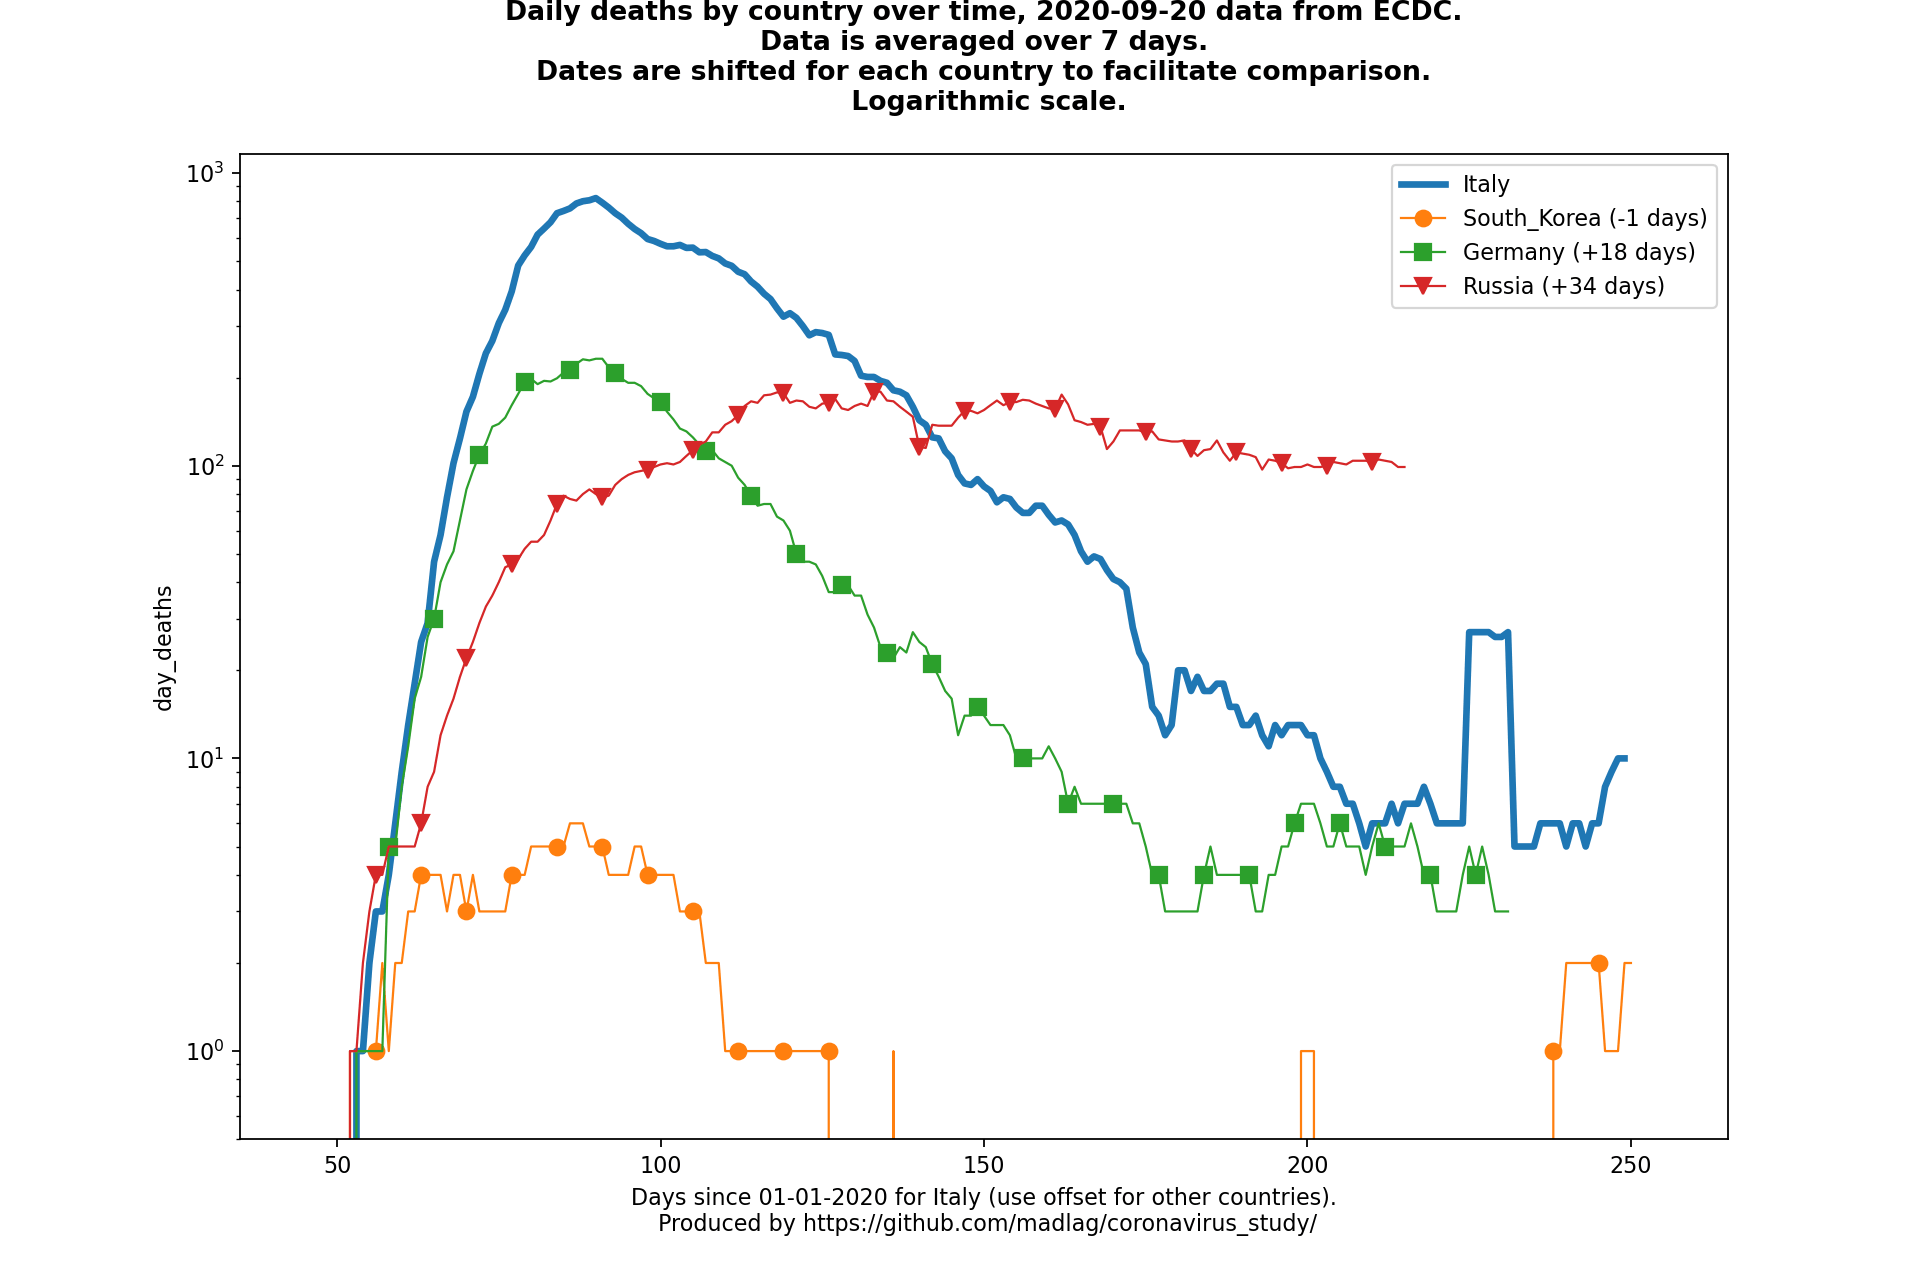 Daily deaths by country over time, 2020-09-20 data from ECDC.
Data is averaged over 7 days.
Dates are shifted for each country to facilitate comparison.
Logarithmic scale.
10³
10²
10¹
10⁰
day_deaths
Italy
South_Korea (-1 days)
Germany (+18 days)
Russia (+34 days)
50 100 150 200 250
Days since 01-01-2020 for Italy (use offset for other countries).
Produced by https://github.com/madlag/coronavirus_study/